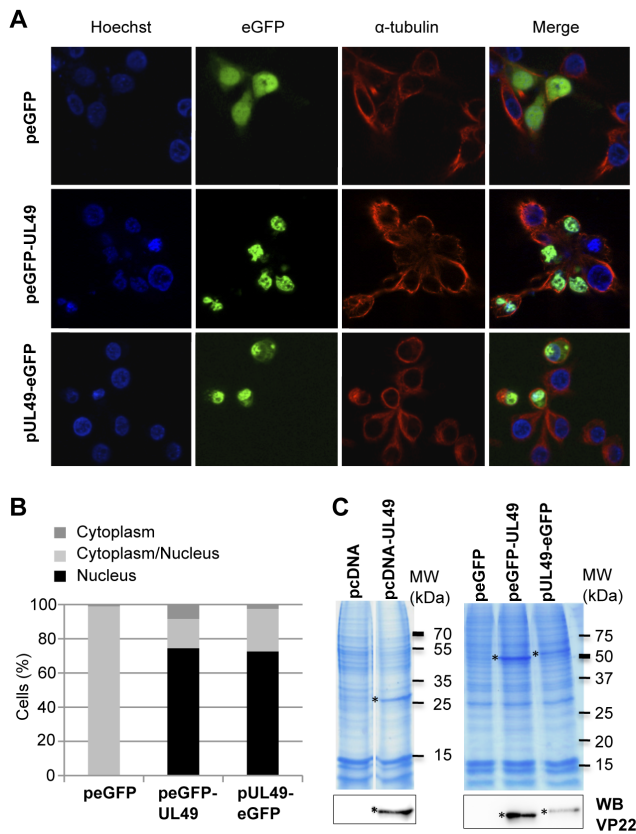 A
Hoechst eGFP α-tubulin Merge
peGFP
peGFP-UL49
pUL49-eGFP
B
Cytoplasm
Cytoplasm/Nucleus
Nucleus
Cells (%)
100
80
60
40
20
0
peGFP peGFP- pUL49-
UL49 eGFP
C
pcDNA
pcDNA-UL49
MW
(kDa)
70
55
35
25
15
*
*
peGFP
peGFP-UL49
pUL49-eGFP
MW
(kDa)
75
50
37
25
20
15
* *
* *
WB
VP22